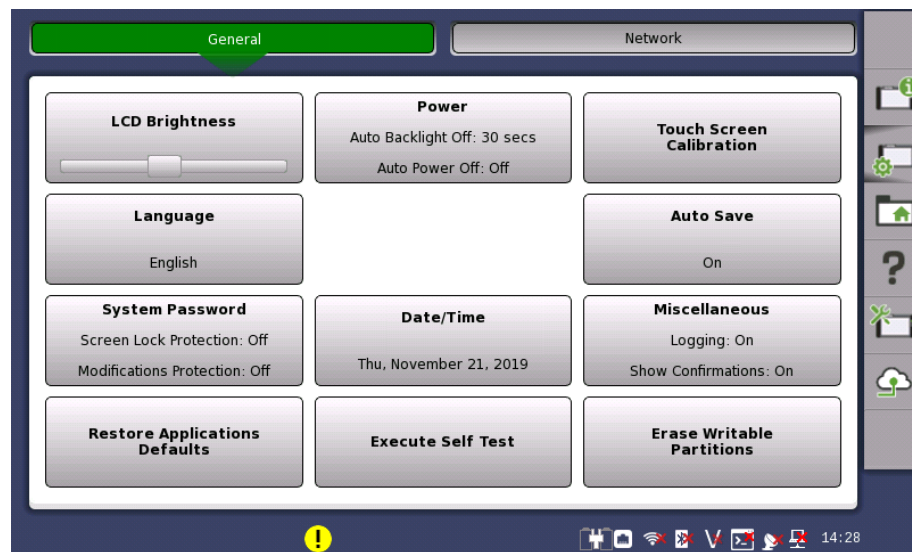 General
Network
LCD Brightness
Power
Auto Backlight Off: 30 secs
Auto Power Off: Off
Touch Screen
Calibration
Language
English
Auto Save
On
System Password
Screen Lock Protection: Off
Modifications Protection: Off
Date/Time
Thu, November 21, 2019
Miscellaneous
Logging: On
Show Confirmations: On
Restore Applications
Defaults
Execute Self Test
Erase Writable
Partitions
14:28